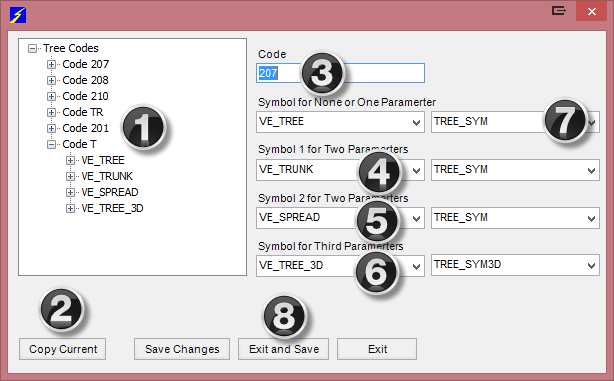 Tree Codes
Code 207
Code 208
Code 210
Code TR
Code 201
Code T
VE_TREE
VE_TRUNK
VE_SPREAD
VE_TREE_3D
1
Code
207
3
Symbol for None or One Paramerter
VE_TREE TREE_SYM
7
Symbol 1 for Two Paramerters
VE_TRUNK TREE_SYM
4
Symbol 2 for Two Paramerters
VE_SPREAD TREE_SYM
5
Symbol for Third Paramerters
VE_TREE_3D TREE_SYM3D
6
2
8
Copy Current Save Changes Exit and Save Exit